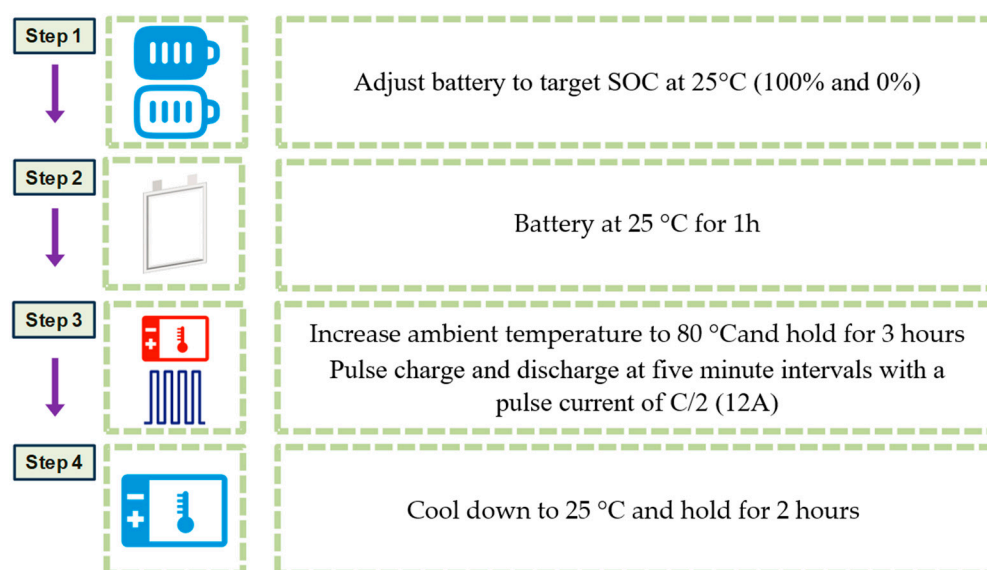 Step 1
Adjust battery to target SOC at 25°C (100% and 0%)
Step 2
Battery at 25 °C for 1h
Step 3
Increase ambient temperature to 80 °Cand hold for 3 hours
Pulse charge and discharge at five minute intervals with a
pulse current of C/2 (12A)
Step 4
Cool down to 25 °C and hold for 2 hours